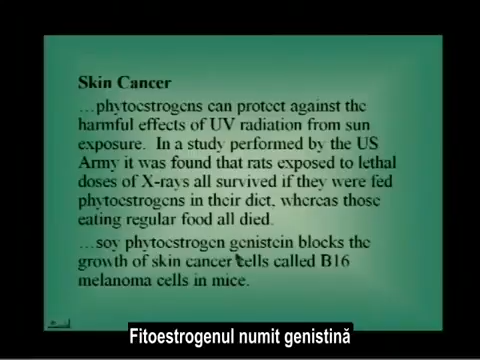 Skin Cancer
…phytoestrogens can protect against the
harmful effects of UV radiation from sun
exposure. In a study performed by the US
Army it was found that rats exposed to lethal
doses of X-rays all survived if they were fed
phytoestrogens in their diet, whereas those
eating regular food all died.
…soy phytoestrogen genistein blocks the
growth of skin cancer cells called B16
melanoma cells in mice.
Fitoestrogenul numit genistină